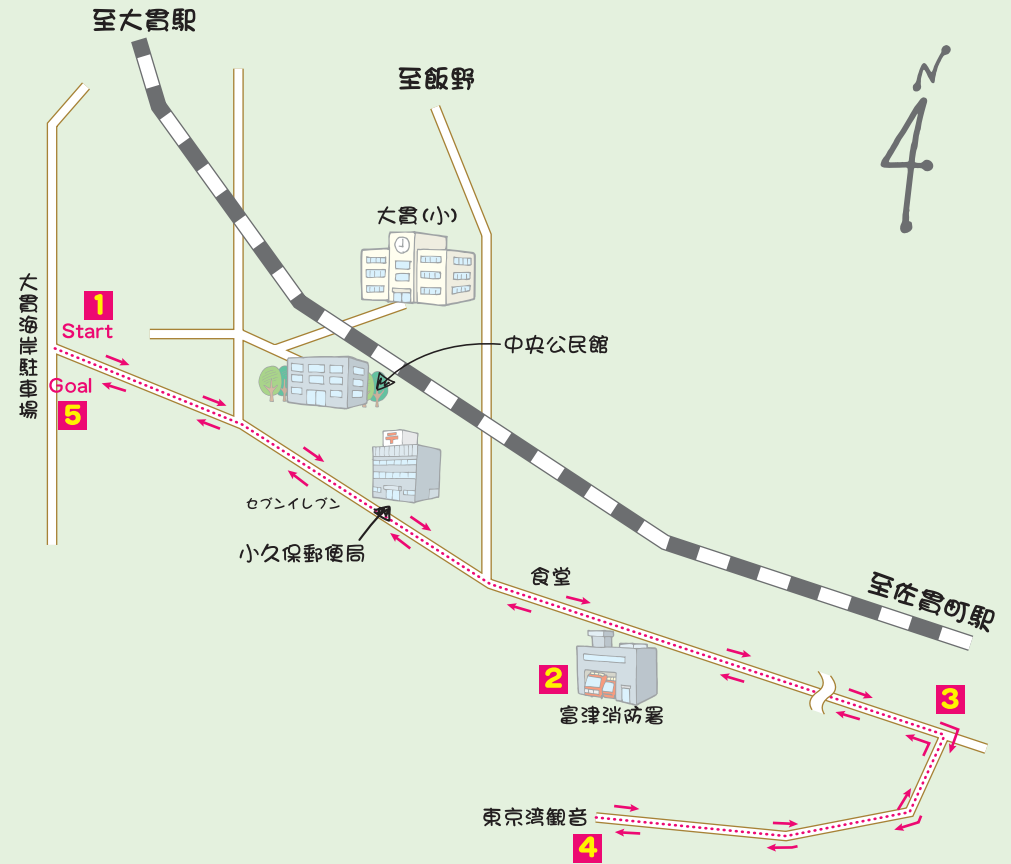 至大貫駅
至飯野
N
大貫(小)
大貫海岸駐車場
1
Start
中央公民館
Goal
5
セブンイレブン
小久保郵便局
食堂
至佐貫町駅
2
富津消防署
3
東京湾観音
4